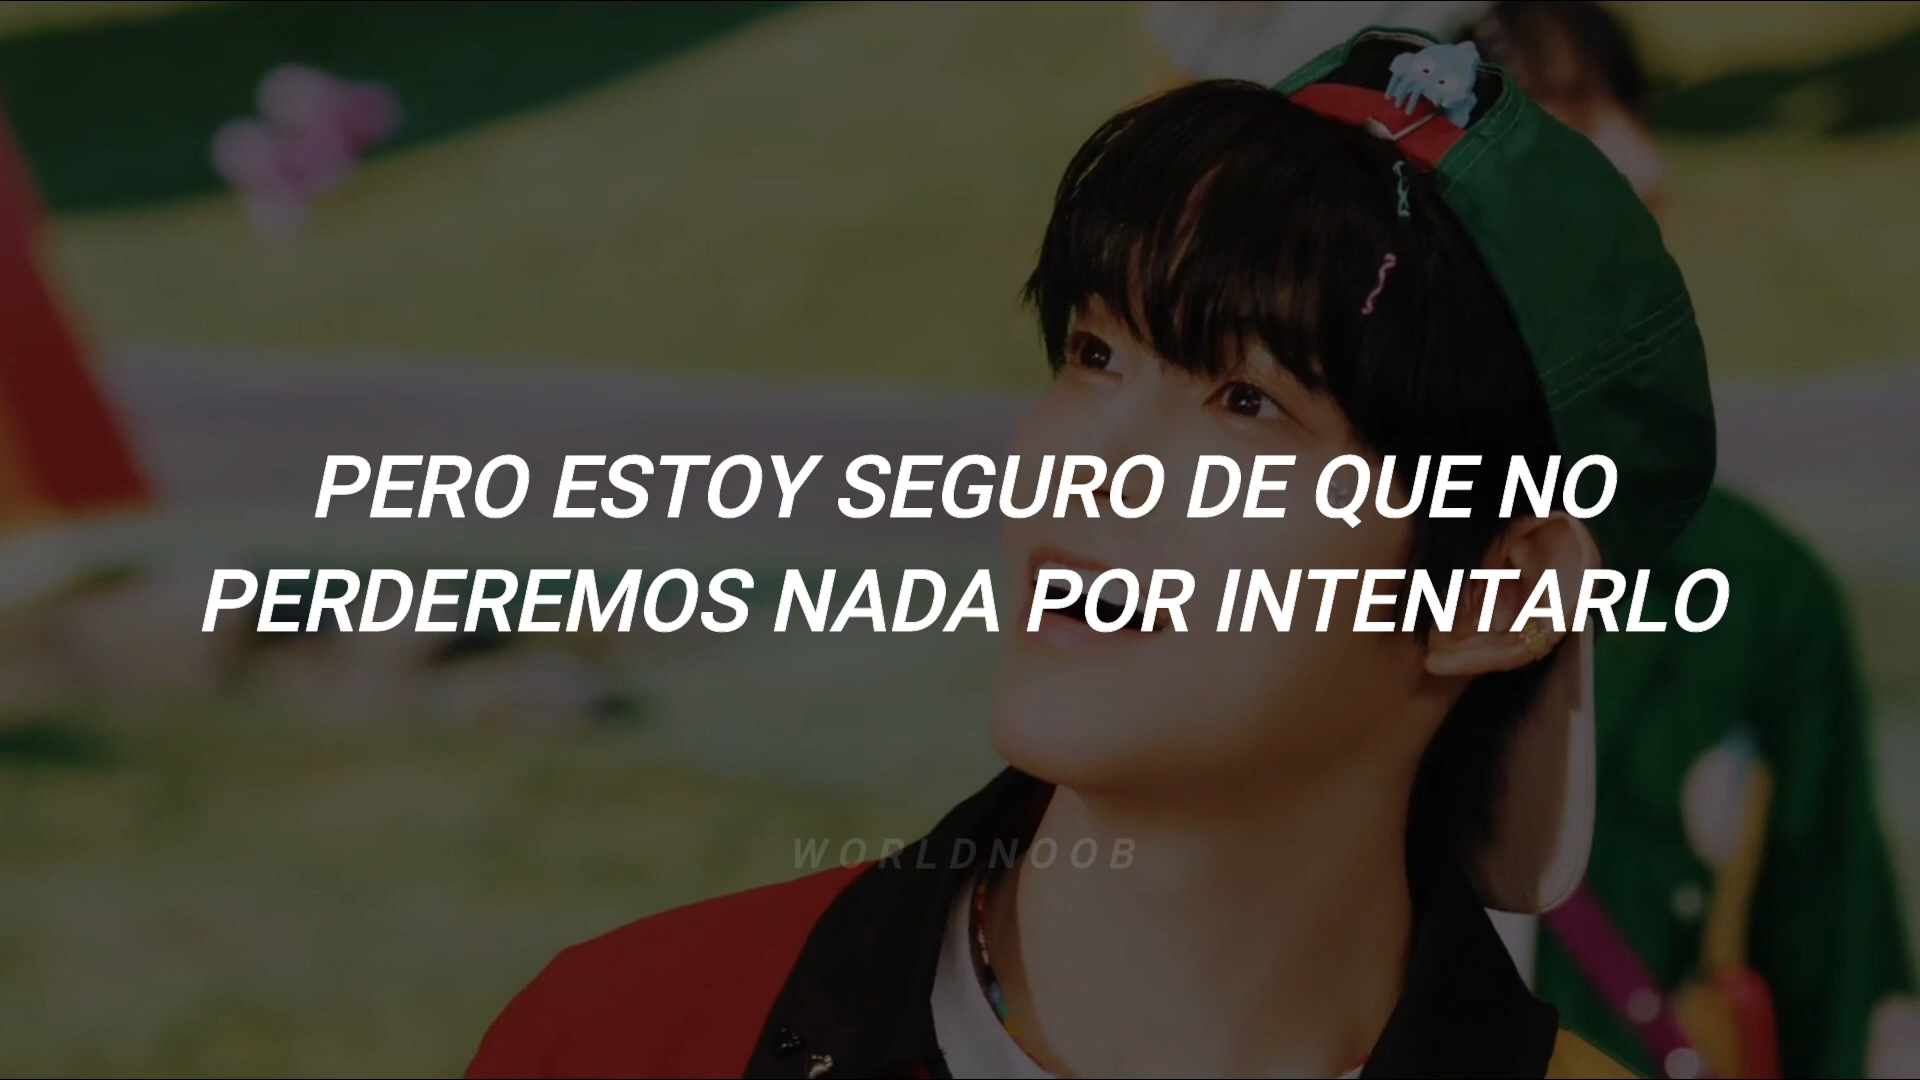 PERO ESTOY SEGURO DE QUE NO
PERDEREMOS NADA POR INTENTARLO
WORLDNOOB